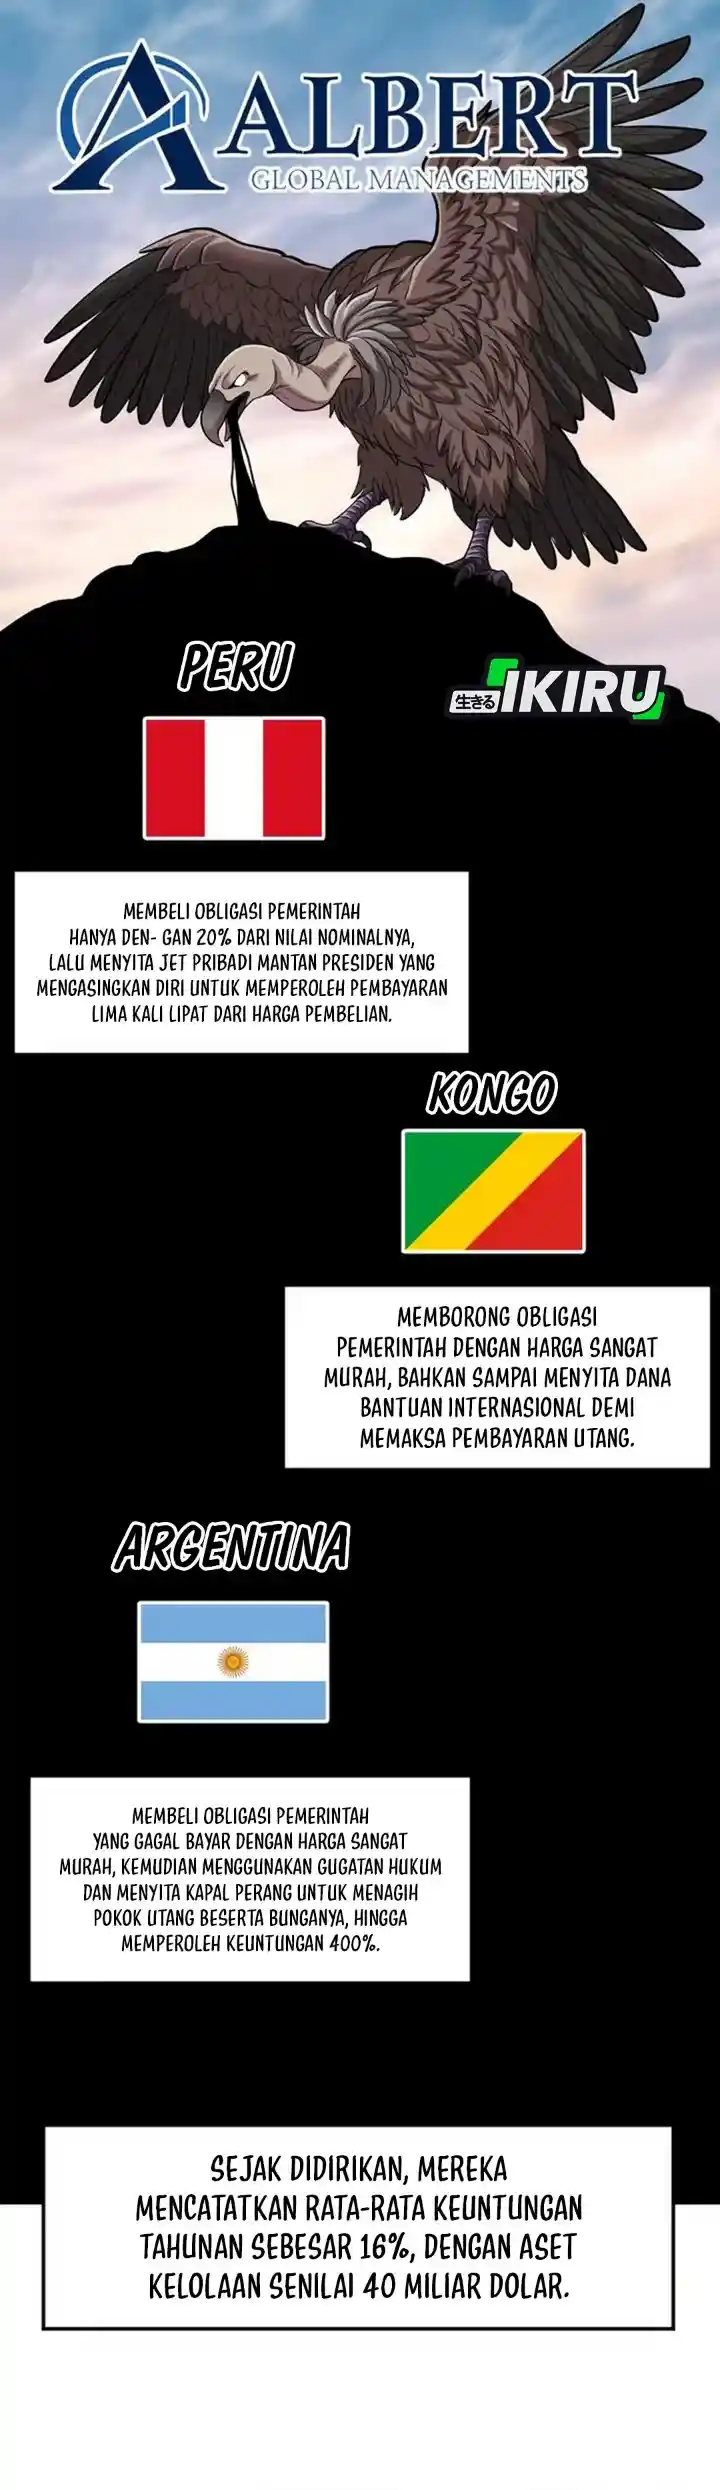 ALBERT
GLOBAL MANAGEMENTS
PERU
生きる IKIRU
MEMBELI OBLIGASI PEMERINTAH
HANYA DEN- GAN 20% DARI NILAI NOMINALNYA,
LALU MENYITA JET PRIBADI MANTAN PRESIDEN YANG
MENGASINGKAN DIRI UNTUK MEMPEROLEH PEMBAYARAN
LIMA KALI LIPAT DARI HARGA PEMBELIAN.
KONGO
MEMBORONG OBLIGASI
PEMERINTAH DENGAN HARGA SANGAT
MURAH, BAHKAN SAMPAI MENYITA DANA
BANTUAN INTERNASIONAL DEMI
MEMAKSA PEMBAYARAN UTANG.
ARGENTINA
MEMBELI OBLIGASI PEMERINTAH
YANG GAGAL BAYAR DENGAN HARGA SANGAT
MURAH, KEMUDIAN MENGGUNAKAN GUGATAN HUKUM
DAN MENYITA KAPAL PERANG UNTUK MENAGIH
POKOK UTANG BESERTA BUNGANYA, HINGGA
MEMPEROLEH KEUNTUNGAN 400%.
SEJAK DIDIRIKAN, MEREKA
MENCATATKAN RATA-RATA KEUNTUNGAN
TAHUNAN SEBESAR 16%, DENGAN ASET
KELOLAAN SENILAI 40 MILIAR DOLAR.